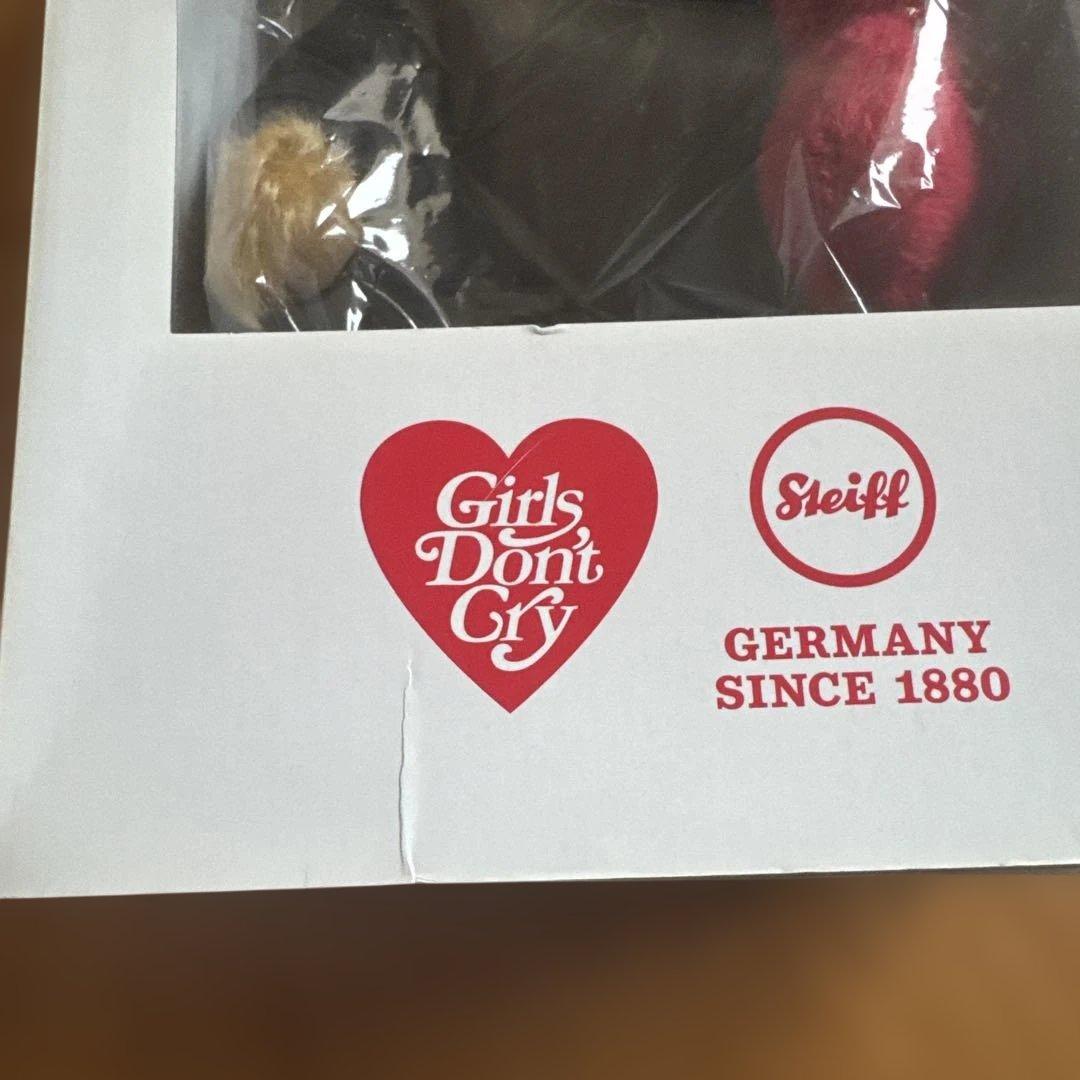 Girls
Don't
Cry
Steiff
GERMANY
SINCE 1880